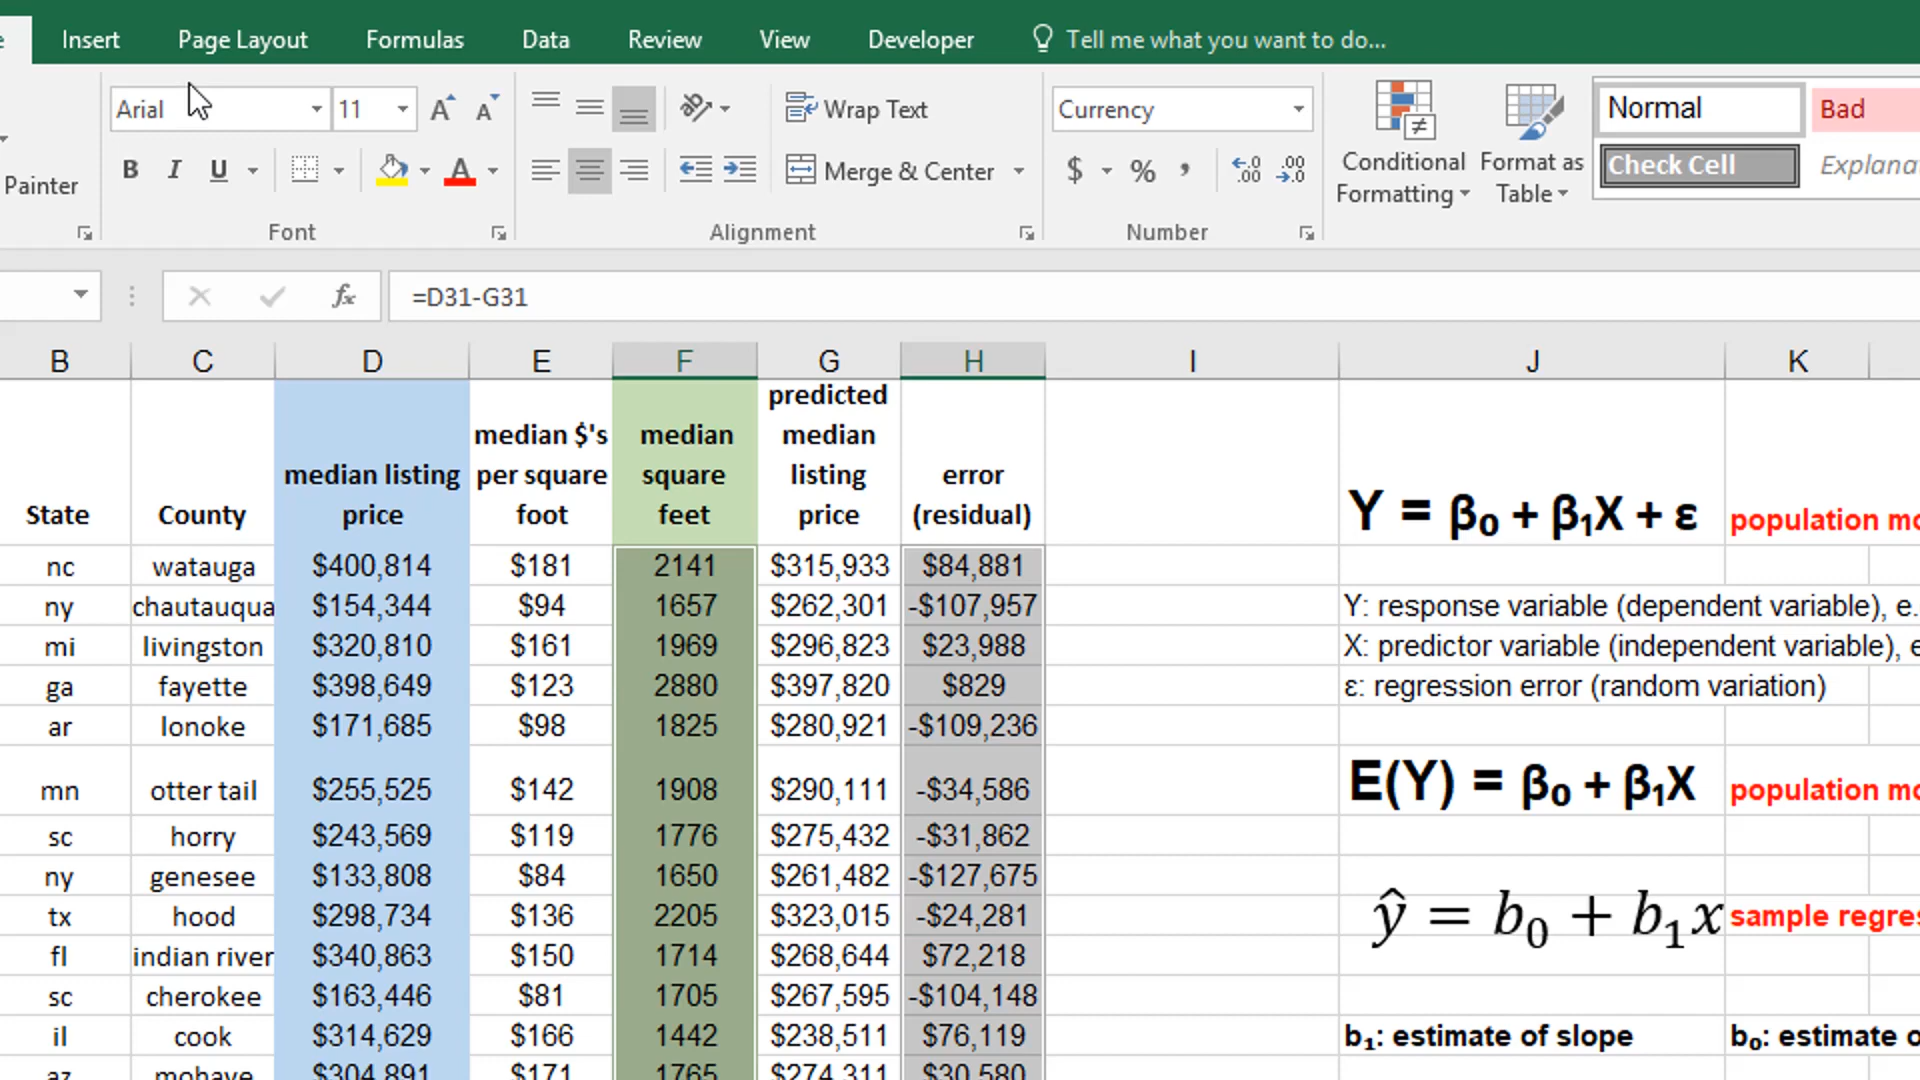 Insert Page Layout Formulas Data Review View Developer Tell me what you want to do...
Arial 11 Wrap Text Currency Normal Bad
Painter B I U A Merge & Center $ % , Conditional Formatting Format as Table Check Cell
Font Alignment Number
fx =D31-G31
B C D E F G H I J K
State County median listing price median $'s per square foot median square feet predicted median listing price error (residual) Y = β₀ + β₁X + ε population
nc watauga $400,814 $181 2141 $315,933 $84,881
ny chautauqua $154,344 $94 1657 $262,301 -$107,957 Y: response variable (dependent variable), e.
mi livingston $320,810 $161 1969 $296,823 $23,988 X: predictor variable (independent variable),
ga fayette $398,649 $123 2880 $397,820 $829 ε: regression error (random variation)
ar lonoke $171,685 $98 1825 $280,921 -$109,236
mn otter tail $255,525 $142 1908 $290,111 -$34,586 E(Y) = β₀ + β₁X population
sc horry $243,569 $119 1776 $275,432 -$31,862
ny genesee $133,808 $84 1650 $261,482 -$127,675
tx hood $298,734 $136 2205 $323,015 -$24,281 ŷ = b₀ + b₁x sample
fl indian river $340,863 $150 1714 $268,644 $72,218
sc cherokee $163,446 $81 1705 $267,595 -$104,148
il cook $314,629 $166 1442 $238,511 $76,119 b₁: estimate of slope b₀: estimate
az mohave $304,891 $171 1765 $274,311 $30,580